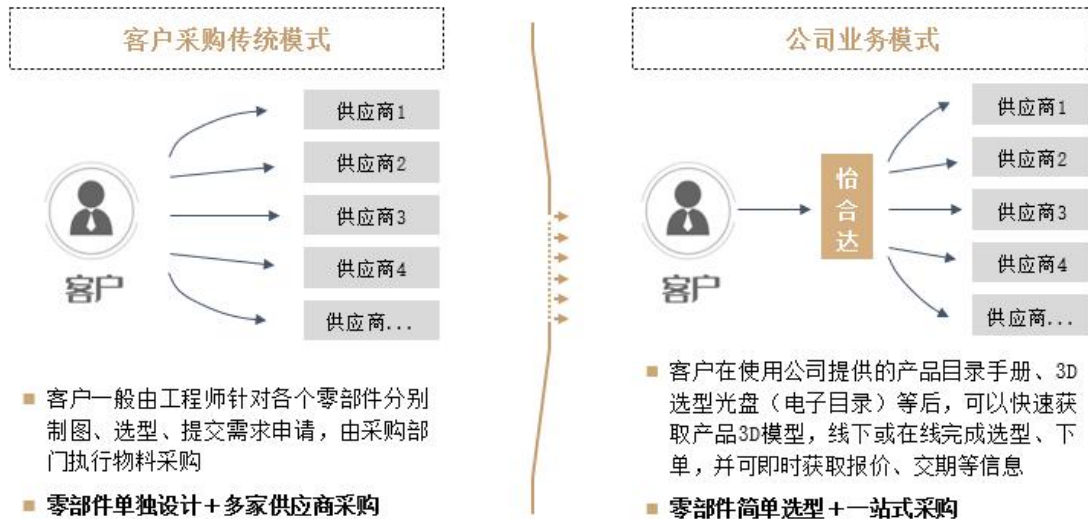 客户采购传统模式
供应商1
供应商2
供应商3
供应商4
供应商...
客户
客户一般由工程师针对各个零部件分别
制图、选型、提交需求申请，由采购部
门执行物料采购
零部件单独设计＋多家供应商采购
公司业务模式
供应商1
供应商2
供应商3
供应商4
供应商...
怡
合
达
客户
客户在使用公司提供的产品目录手册、3D
选型光盘（电子目录）等后，可以快速获
取产品3D模型，线下或在线完成选型、下
单，并可即时获取报价、交期等信息
零部件简单选型＋一站式采购